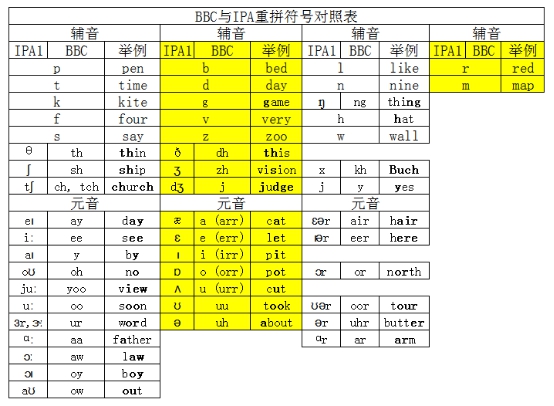 BBC与IPA重拼符号对照表
辅音 辅音 辅音 辅音
IPA1 BBC 举例 IPA1 BBC 举例 IPA1 BBC 举例 IPA1 BBC 举例
p pen b bed l like r red
t time d day n nine m map
k kite g game ŋ ng thing
f four v very h hat
s say z zoo w wall
θ th thin ð dh this
ʃ sh ship ʒ zh vision x kh Buch
tʃ ch, tch church dʒ j judge j y yes
元音 元音 元音
eɪ ay day æ a (arr) cat ɛər air hair
iː ee see ɛ e (err) let ɪər eer here
aɪ y by ɪ i (irr) pit
oʊ oh no ɒ o (orr) pot ɔr or north
juː yoo view ʌ u (urr) cut
uː oo soon ʊ uu took ʊər oor tour
ɜr, ɝː ur word ə uh about ər uhr butter
ɑː aa father ɑr ar arm
ɔː aw law
ɔɪ oy boy
aʊ ow out